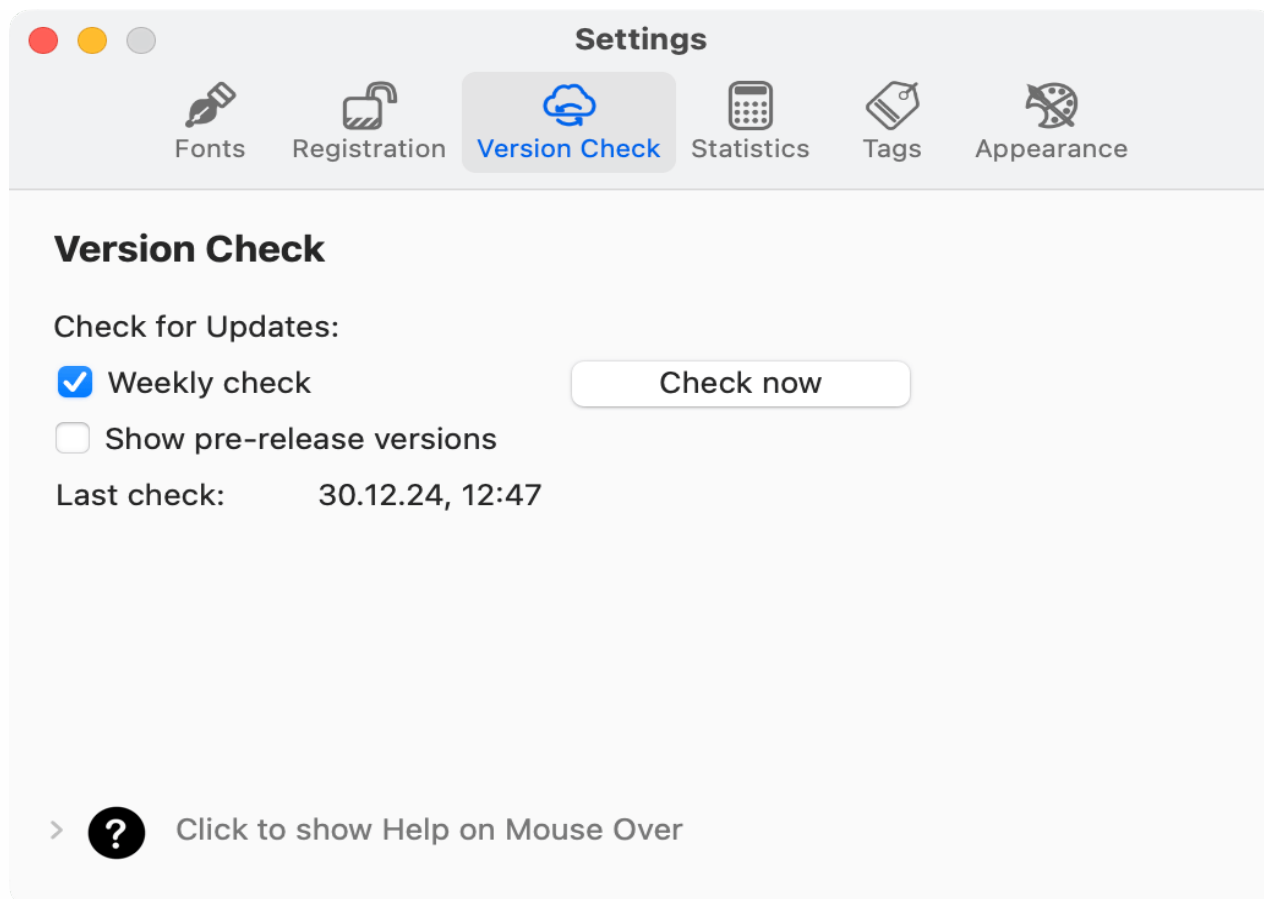 Settings
Fonts Registration Version Check Statistics Tags Appearance
Version Check
Check for Updates:
Weekly check Check now
Show pre-release versions
Last check: 30.12.24, 12:47
? Click to show Help on Mouse Over